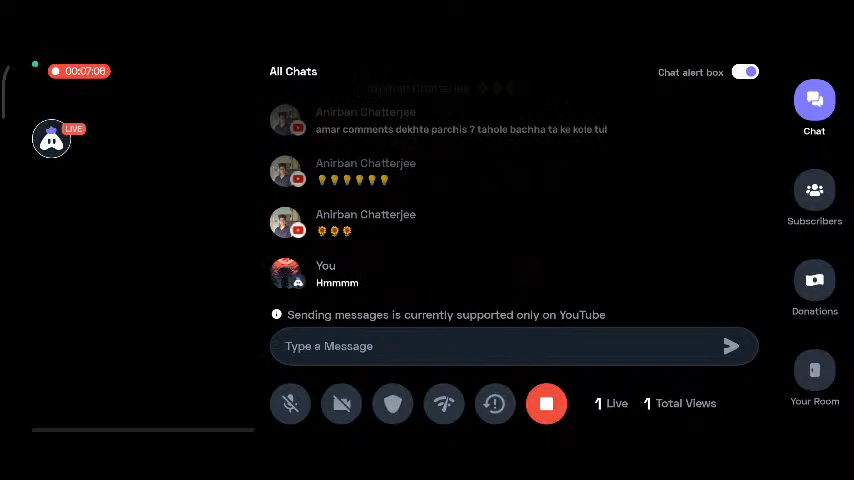 00:07:06
All Chats
Chat alert box
LIVE
Anirban Chatterjee
Anirban Chatterjee
amar comments dekhte parchis ? tahole bachha ta ke kole tul
Chat
Anirban Chatterjee
Anirban Chatterjee
Subscribers
You
Hmmmm
Sending messages is currently supported only on YouTube
Donations
Type a Message
1 Live
1 Total Views
Your Room